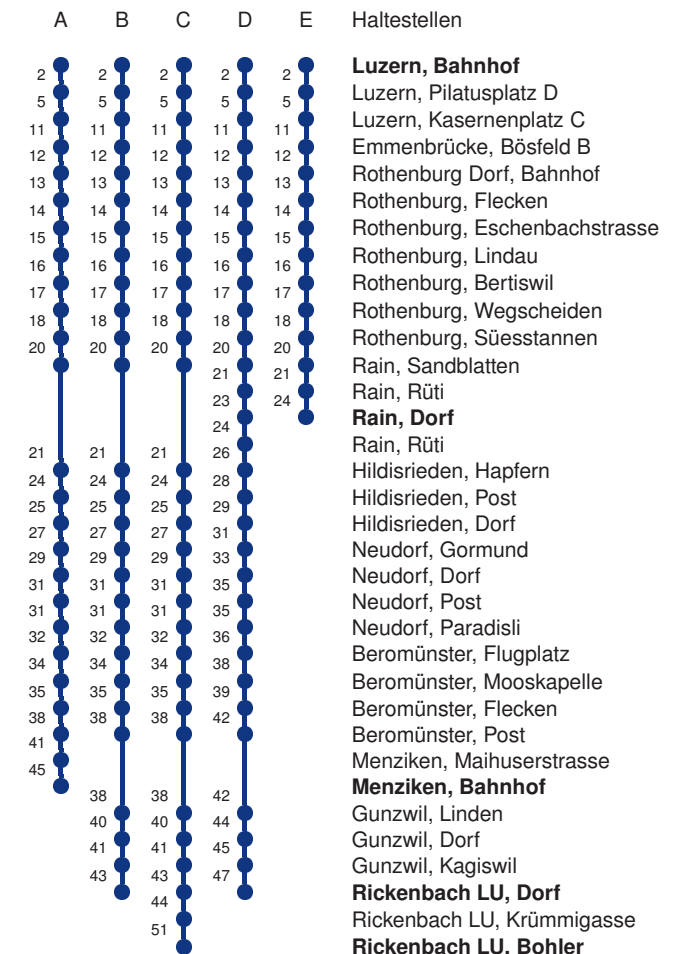 A B C D E Haltestellen
2 2 2 2 2 Luzern, Bahnhof
5 5 5 5 5 Luzern, Pilatusplatz D
11 11 11 11 11 Luzern, Kasernenplatz C
12 12 12 12 12 Emmenbrücke, Bösfeld B
13 13 13 13 13 Rothenburg Dorf, Bahnhof
14 14 14 14 14 Rothenburg, Flecken
15 15 15 15 15 Rothenburg, Eschenbachstrasse
16 16 16 16 16 Rothenburg, Lindau
17 17 17 17 17 Rothenburg, Bertiswil
18 18 18 18 18 Rothenburg, Wegscheiden
20 20 20 20 20 Rothenburg, Süesstannen
21 21 Rain, Sandblatten
23 24 Rain, Rüti
24 Rain, Dorf
21 21 21 26 Rain, Rüti
24 24 24 28 Hildisrieden, Hapfern
25 25 25 29 Hildisrieden, Post
27 27 27 31 Hildisrieden, Dorf
29 29 29 33 Neudorf, Gormund
31 31 31 35 Neudorf, Dorf
31 31 31 35 Neudorf, Post
32 32 32 36 Neudorf, Paradisli
34 34 34 38 Beromünster, Flugplatz
35 35 35 39 Beromünster, Mooskapelle
38 38 38 42 Beromünster, Flecken
41 Beromünster, Post
45 Menziken, Maihuserstrasse
38 38 42 Menziken, Bahnhof
40 40 44 Gunzwil, Linden
41 41 45 Gunzwil, Dorf
43 43 47 Gunzwil, Kagiswil
44 Rickenbach LU, Dorf
51 Rickenbach LU, Krümmigasse
Rickenbach LU, Bohler